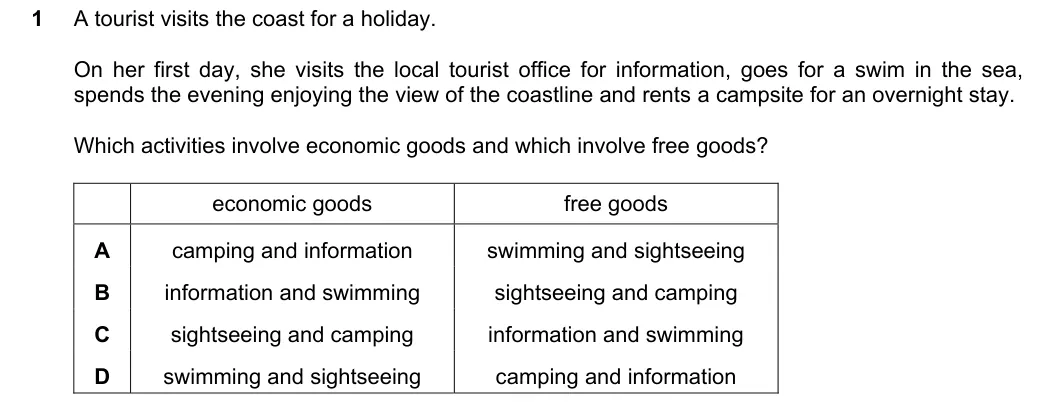 1 A tourist visits the coast for a holiday.
On her first day, she visits the local tourist office for information, goes for a swim in the sea,
spends the evening enjoying the view of the coastline and rents a campsite for an overnight stay.
Which activities involve economic goods and which involve free goods?
economic goods free goods
A camping and information swimming and sightseeing
B information and swimming sightseeing and camping
C sightseeing and camping information and swimming
D swimming and sightseeing camping and information